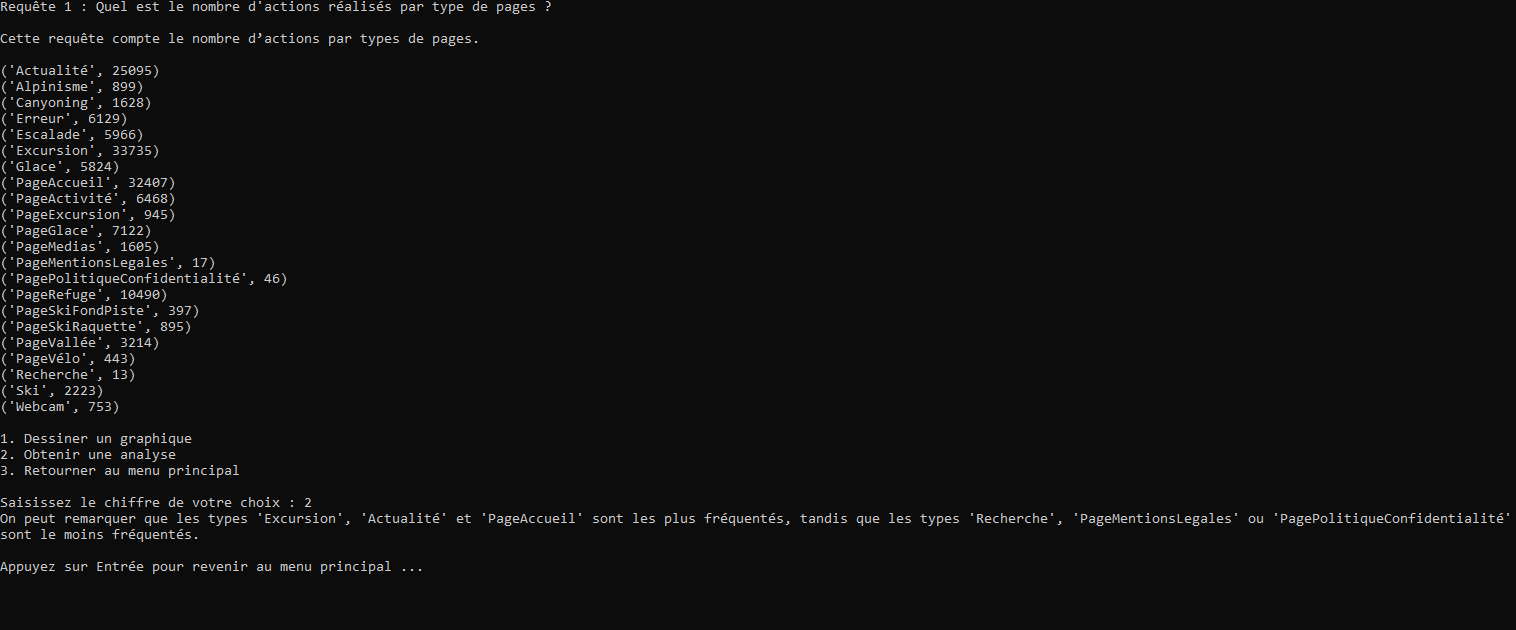 Requête 1 : Quel est le nombre d'actions réalisés par type de pages ?
Cette requête compte le nombre d’actions par types de pages.
('Actualité', 25095)
('Alpinisme', 899)
('Canyoning', 1628)
('Erreur', 6129)
('Escalade', 5966)
('Excursion', 33735)
('Glace', 5824)
('PageAccueil', 32407)
('PageActivité', 6468)
('PageExcursion', 945)
('PageGlace', 7122)
('PageMedias', 1605)
('PageMentionsLegales', 17)
('PagePolitiqueConfidentialité', 46)
('PageRefuge', 10490)
('PageSkiFondPiste', 397)
('PageSkiRaquette', 895)
('PageVallée', 3214)
('PageVélo', 443)
('Recherche', 13)
('Ski', 2223)
('Webcam', 753)
1. Dessiner un graphique
2. Obtenir une analyse
3. Retourner au menu principal
Saisissez le chiffre de votre choix : 2
On peut remarquer que les types 'Excursion', 'Actualité' et 'PageAccueil' sont les plus fréquentés, tandis que les types 'Recherche', 'PageMentionsLegales' ou 'PagePolitiqueConfidentialité'
sont le moins fréquentés.
Appuyez sur Entrée pour revenir au menu principal ...